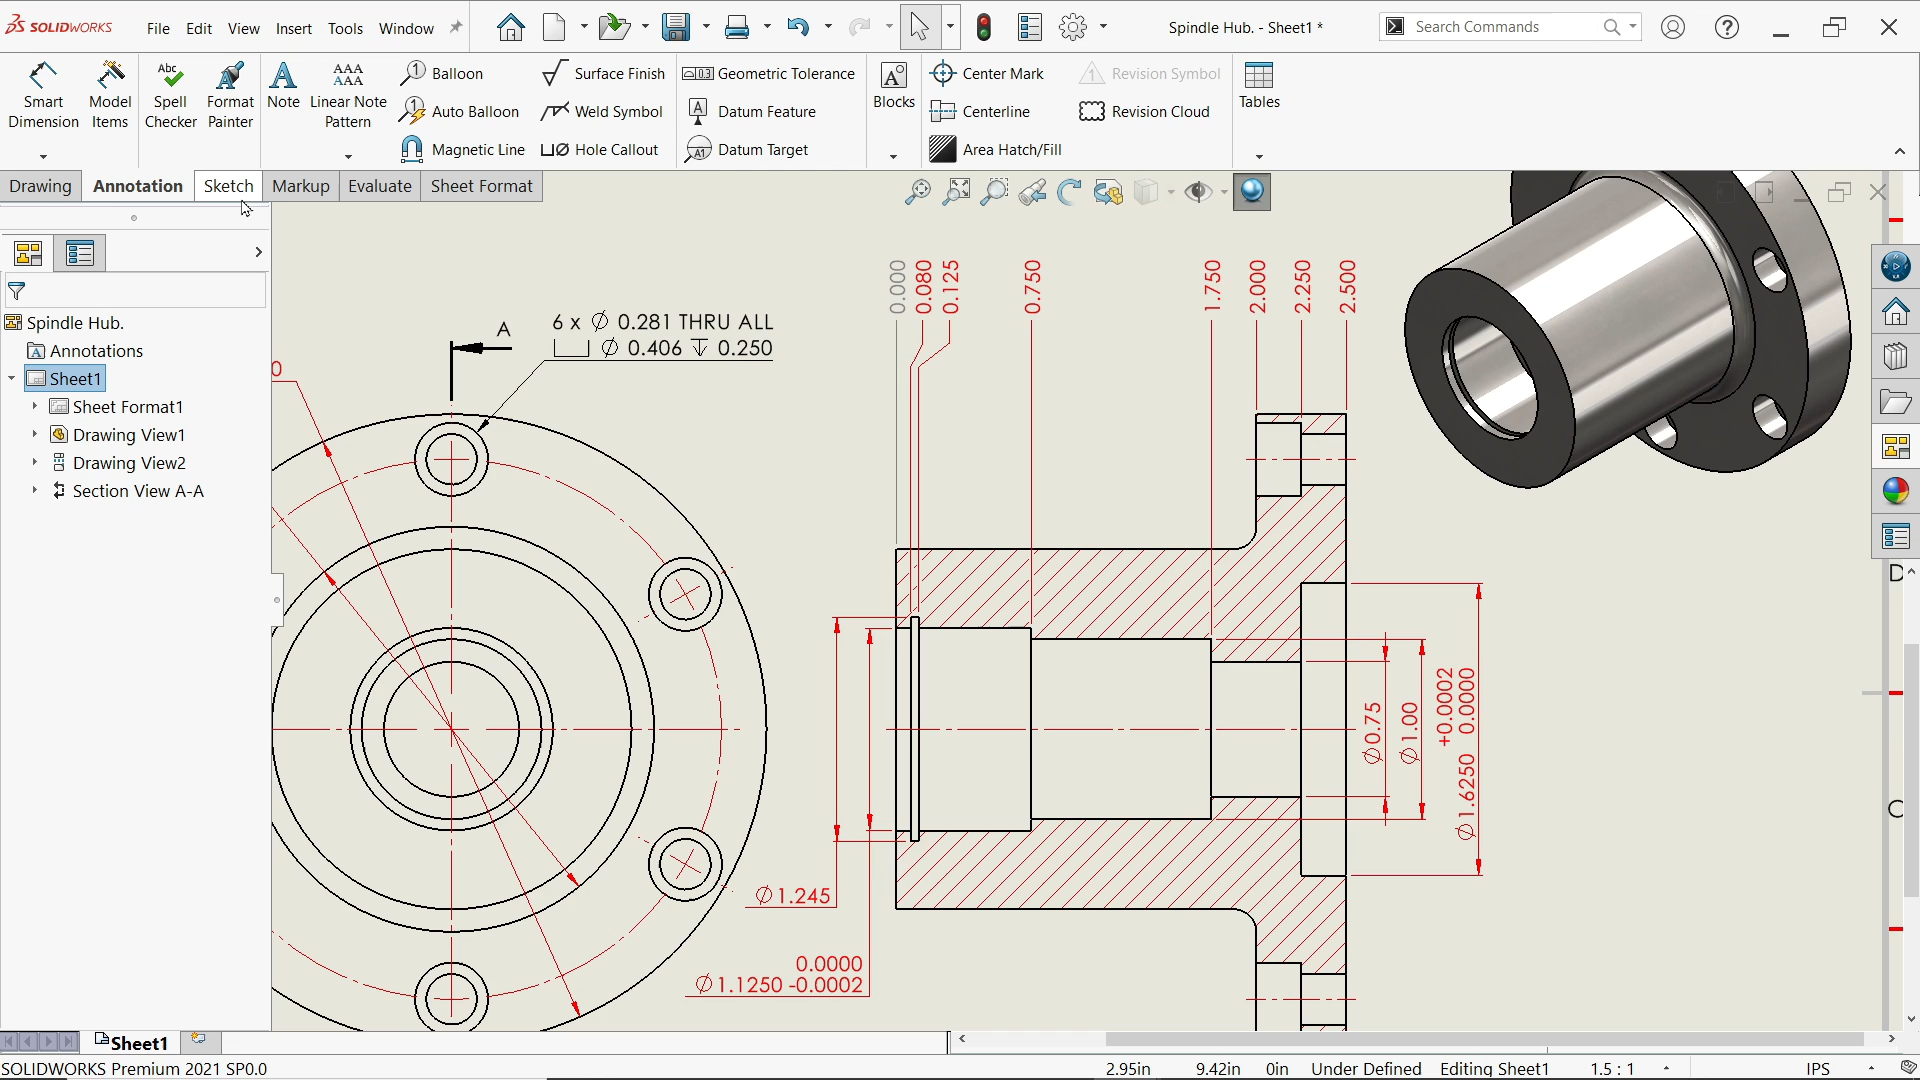 SOLIDWORKS
File Edit View Insert Tools Window
Spindle Hub. - Sheet1 *
Search Commands
Smart Dimension
Model Items
Spell Checker
Format Painter
Note
Linear Note Pattern
Balloon
Auto Balloon
Magnetic Line
Surface Finish
Weld Symbol
Hole Callout
Geometric Tolerance
Datum Feature
Datum Target
Blocks
Center Mark
Centerline
Area Hatch/Fill
Revision Symbol
Revision Cloud
Tables
Drawing Annotation Sketch Markup Evaluate Sheet Format
Spindle Hub.
Annotations
Sheet1
Sheet Format1
Drawing View1
Drawing View2
Section View A-A
0
A
6 x ∅ 0.281 THRU ALL
⌴ ∅ 0.406 ↧ 0.250
0.000
0.080
0.125
0.750
1.750
2.000
2.250
2.500
∅0.75
∅1.00
+0.0002
∅1.6250 0.0000
∅1.245
0.0000
∅1.1250 -0.0002
D
C
Sheet1
SOLIDWORKS Premium 2021 SP0.0
2.95in 9.42in 0in Under Defined Editing Sheet1 1.5 : 1 IPS